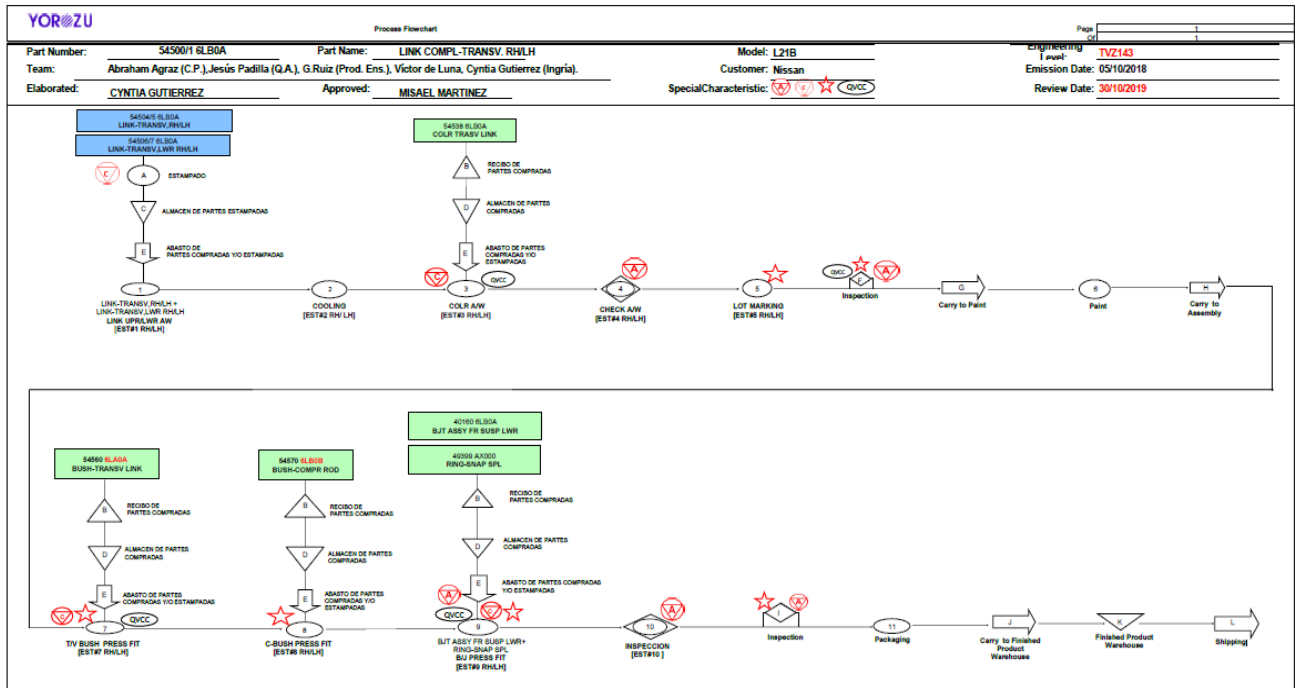 YOROZU
Process Flowchart
Page 1
Of 1
Part Number: 54500/1 6LB0A Part Name: LINK COMPL-TRANSV. RH/LH Model: L21B Engineering Level: TVZ143
Team: Abraham Agraz (C.P.),Jesús Padilla (Q.A.), G.Ruiz (Prod. Ens.), Víctor de Luna, Cyntia Gutierrez (Ingría). Customer: Nissan Emission Date: 05/10/2018
Elaborated: CYNTIA GUTIERREZ Approved: MISAEL MARTINEZ SpecialCharacteristic: A C QVCC Review Date: 30/10/2019
54504/5 6LB0A
LINK-TRANSV,RH/LH
54506/7 6LB0A
LINK-TRANSV,LWR RH/LH
C
A
ESTAMPADO
C
ALMACEN DE PARTES ESTAMPADAS
E
ABASTO DE
PARTES COMPRADAS Y/O ESTAMPADAS
54538 6LB0A
COLR TRASV LINK
B
RECIBO DE
PARTES COMPRADAS
D
ALMACEN DE PARTES
COMPRADAS
E
ABASTO DE PARTES
COMPRADAS Y/O
ESTAMPADAS
1
LINK-TRANSV,RH/LH +
LINK-TRANSV,LWR RH/LH
LINK UPR/LWR AW
[EST#1 RH/LH]
2
COOLING
[EST#2 RH/ LH]
C
3
QVCC
COLR A/W
[EST#3 RH/LH]
A
4
CHECK A/W
[EST#4 RH/LH]
5
LOT MARKING
[EST#5 RH/LH]
QVCC
F
A
Inspection
G
Carry to Paint
6
Paint
H
Carry to
Assembly
54560 6LA0A
BUSH-TRANSV LINK
B
RECIBO DE
PARTES COMPRADAS
D
ALMACEN DE PARTES
COMPRADAS
E
ABASTO DE PARTES
COMPRADAS Y/O ESTAMPADAS
C
7
QVCC
T/V BUSH PRESS FIT
[EST#7 RH/LH]
54570 6LB0B
BUSH-COMPR ROD
B
RECIBO DE
PARTES COMPRADAS
D
ALMACEN DE PARTES
COMPRADAS
E
ABASTO DE PARTES
COMPRADAS Y/O
ESTAMPADAS
8
C-BUSH PRESS FIT
[EST#8 RH/LH]
40160 6LB0A
BJT ASSY FR SUSP LWR
49399 AX000
RING-SNAP SPL
B
RECIBO DE
PARTES COMPRADAS
D
ALMACEN DE PARTES
COMPRADAS
E
ABASTO DE PARTES COMPRADAS
Y/O ESTAMPADAS
A
QVCC
C
9
BJT ASSY FR SUSP LWR+
RING-SNAP SPL
B/J PRESS FIT
[EST#9 RH/LH]
A
10
INSPECCION
[EST#10 ]
I
A
Inspection
11
Packaging
J
Carry to Finished
Product
Warehouse
K
Finished Product
Warehouse
L
Shipping